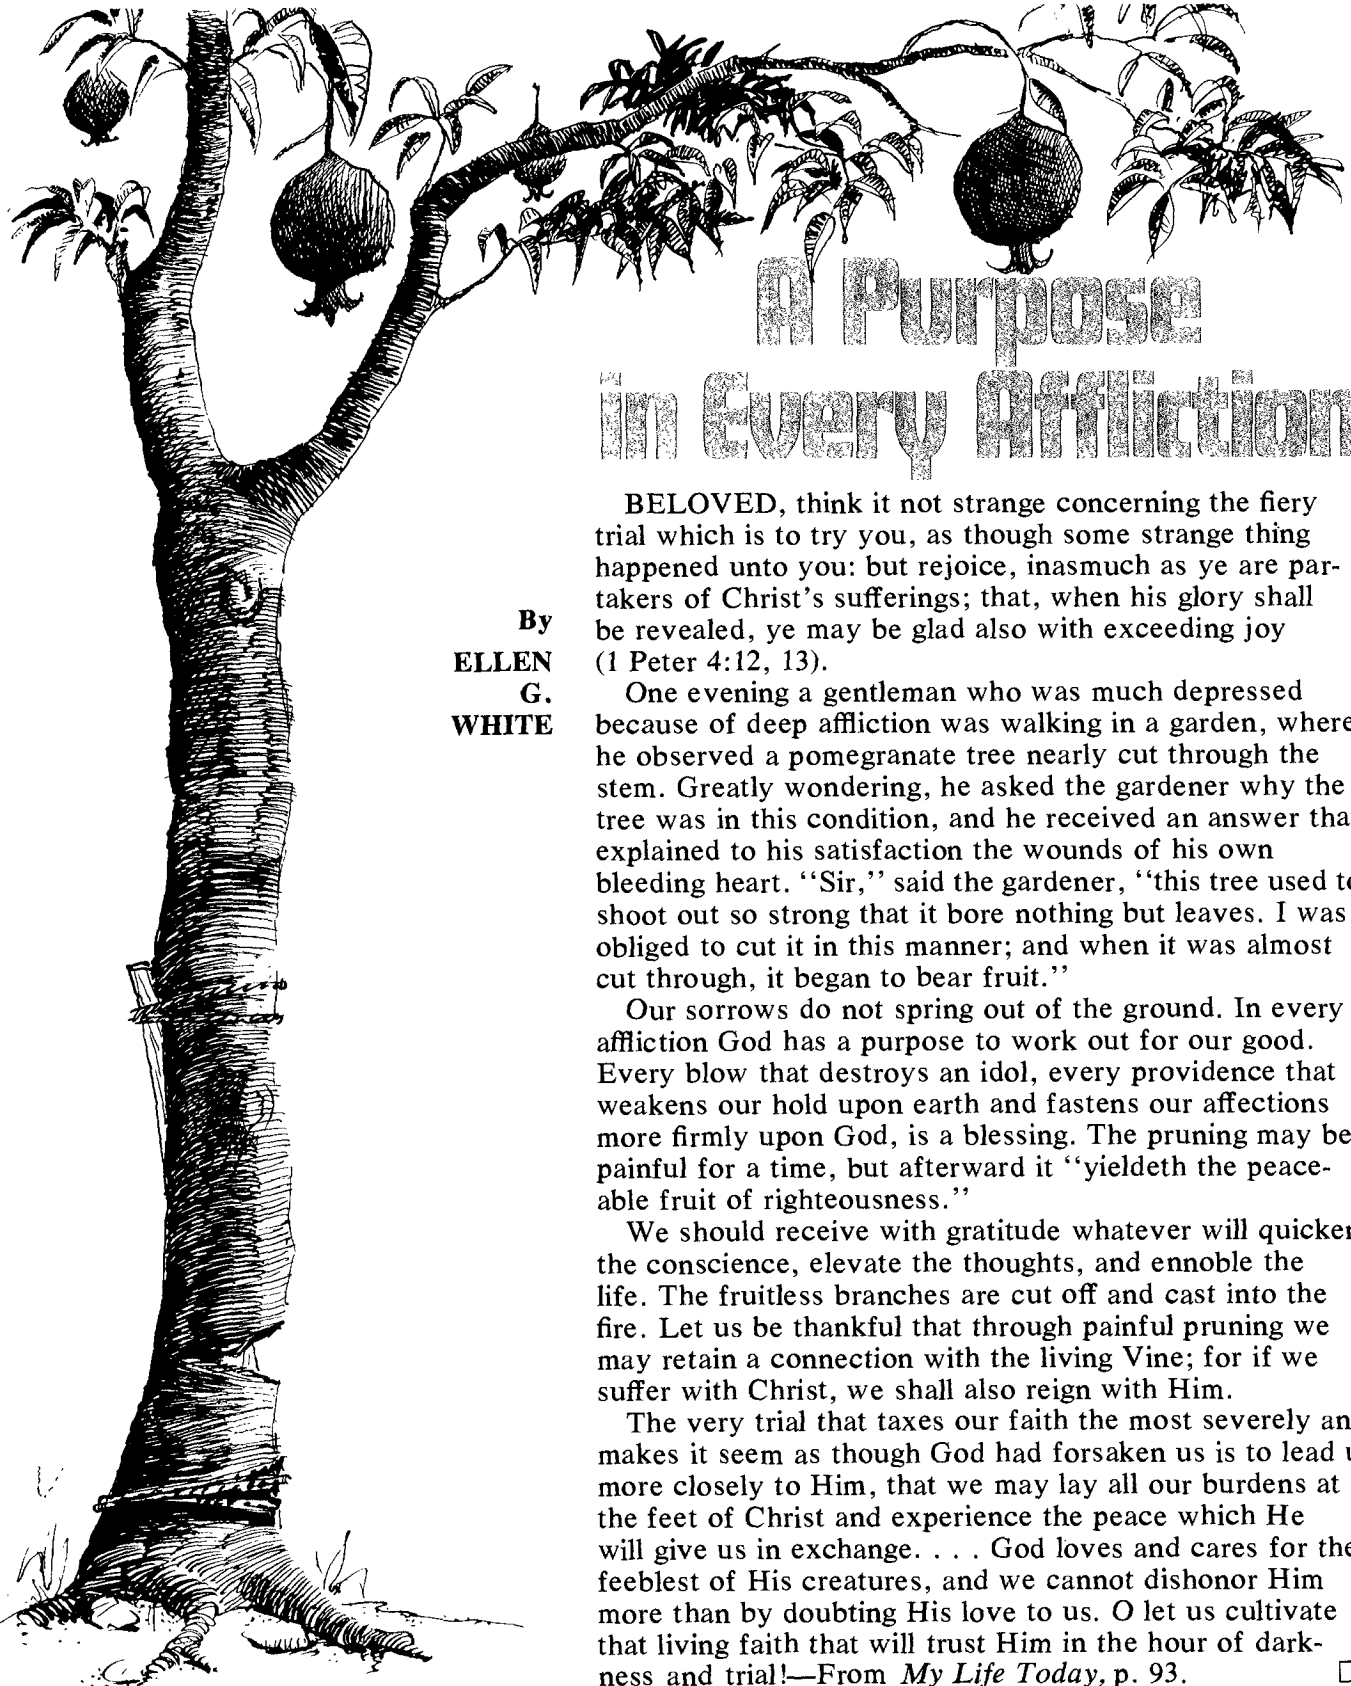 A Purpose
in Every Affliction
By
ELLEN
G.
WHITE
BELOVED, think it not strange concerning the fiery
trial which is to try you, as though some strange thing
happened unto you: but rejoice, inasmuch as ye are par-
takers of Christ's sufferings; that, when his glory shall
be revealed, ye may be glad also with exceeding joy
(1 Peter 4:12, 13).
One evening a gentleman who was much depressed
because of deep affliction was walking in a garden, where
he observed a pomegranate tree nearly cut through the
stem. Greatly wondering, he asked the gardener why the
tree was in this condition, and he received an answer tha
explained to his satisfaction the wounds of his own
bleeding heart. “Sir,” said the gardener, “this tree used to
shoot out so strong that it bore nothing but leaves. I was
obliged to cut it in this manner; and when it was almost
cut through, it began to bear fruit.”
Our sorrows do not spring out of the ground. In every
affliction God has a purpose to work out for our good.
Every blow that destroys an idol, every providence that
weakens our hold upon earth and fastens our affections
more firmly upon God, is a blessing. The pruning may be
painful for a time, but afterward it “yieldeth the peace-
able fruit of righteousness.”
We should receive with gratitude whatever will quicken
the conscience, elevate the thoughts, and ennoble the
life. The fruitless branches are cut off and cast into the
fire. Let us be thankful that through painful pruning we
may retain a connection with the living Vine; for if we
suffer with Christ, we shall also reign with Him.
The very trial that taxes our faith the most severely an
makes it seem as though God had forsaken us is to lead
more closely to Him, that we may lay all our burdens at
the feet of Christ and experience the peace which He
will give us in exchange. . . . God loves and cares for the
feeblest of His creatures, and we cannot dishonor Him
more than by doubting His love to us. O let us cultivate
that living faith that will trust Him in the hour of dark-
ness and trial!—From My Life Today, p. 93.